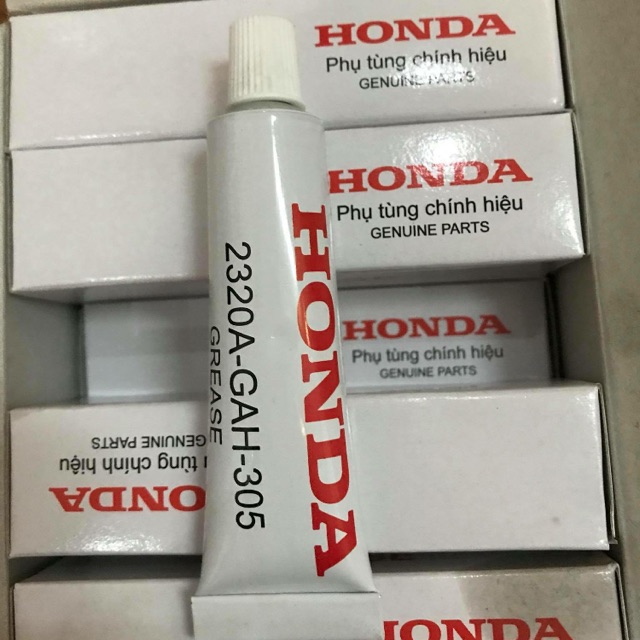 HONDA
Phụ tùng chính hiệu
GENUINE PARTS
HONDA
Phụ tùng chính hiệu
GENUINE PARTS
HONDA
Phụ tùng chính hiệu
GENUINE PARTS
HONDA
2320A-GAH-305
GREASE
HONDA
tùng chính hiệu
GENUINE PARTS
HONDA